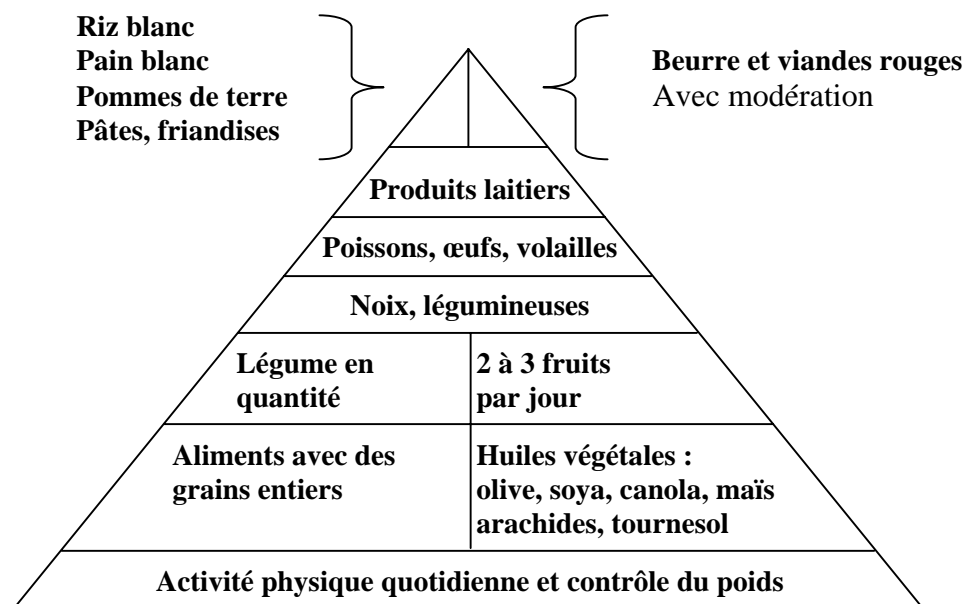 Riz blanc
Pain blanc
Pommes de terre
Pâtes, friandises
Beurre et viandes rouges
Avec modération
Produits laitiers
Poissons, œufs, volailles
Noix, légumineuses
Légume en
quantité
2 à 3 fruits
par jour
Aliments avec des
grains entiers
Huiles végétales :
olive, soya, canola, maïs
arachides, tournesol
Activité physique quotidienne et contrôle du poids